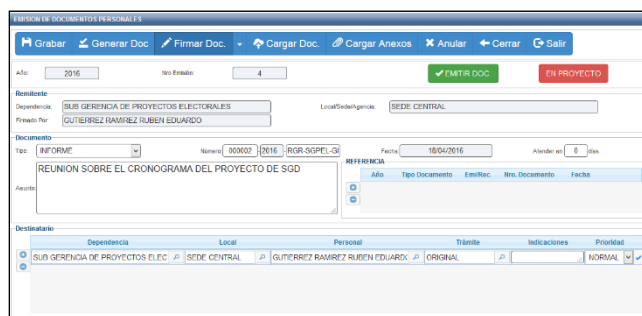 EMISION DE DOCUMENTOS PERSONALES
Grabar Generar Doc Firmar Doc. Cargar Doc. Cargar Anexos Anular Cerrar Salir
Año: 2016 Nro Emisión: 4 EMITIR DOC EN PROYECTO
Remitente
Dependencia: SUB GERENCIA DE PROYECTOS ELECTORALES Local/Sede/Agencia: SEDE CENTRAL
Firmado Por: GUTIERREZ RAMIREZ RUBEN EDUARDO
Documento
Tipo: INFORME Número: 000002 -2016 -RGR-SGPEL-GI Fecha: 18/04/2016 Atender en 0 días
REFERENCIA
Año Tipo Documento Emi/Rec Nro. Documento Fecha
Asunto: REUNION SOBRE EL CRONOGRAMA DEL PROYECTO DE SGD
Destinatario
Dependencia Local Personal Trámite Indicaciones Prioridad
SUB GERENCIA DE PROYECTOS ELEC SEDE CENTRAL GUTIERREZ RAMIREZ RUBEN EDUARDO ORIGINAL NORMAL